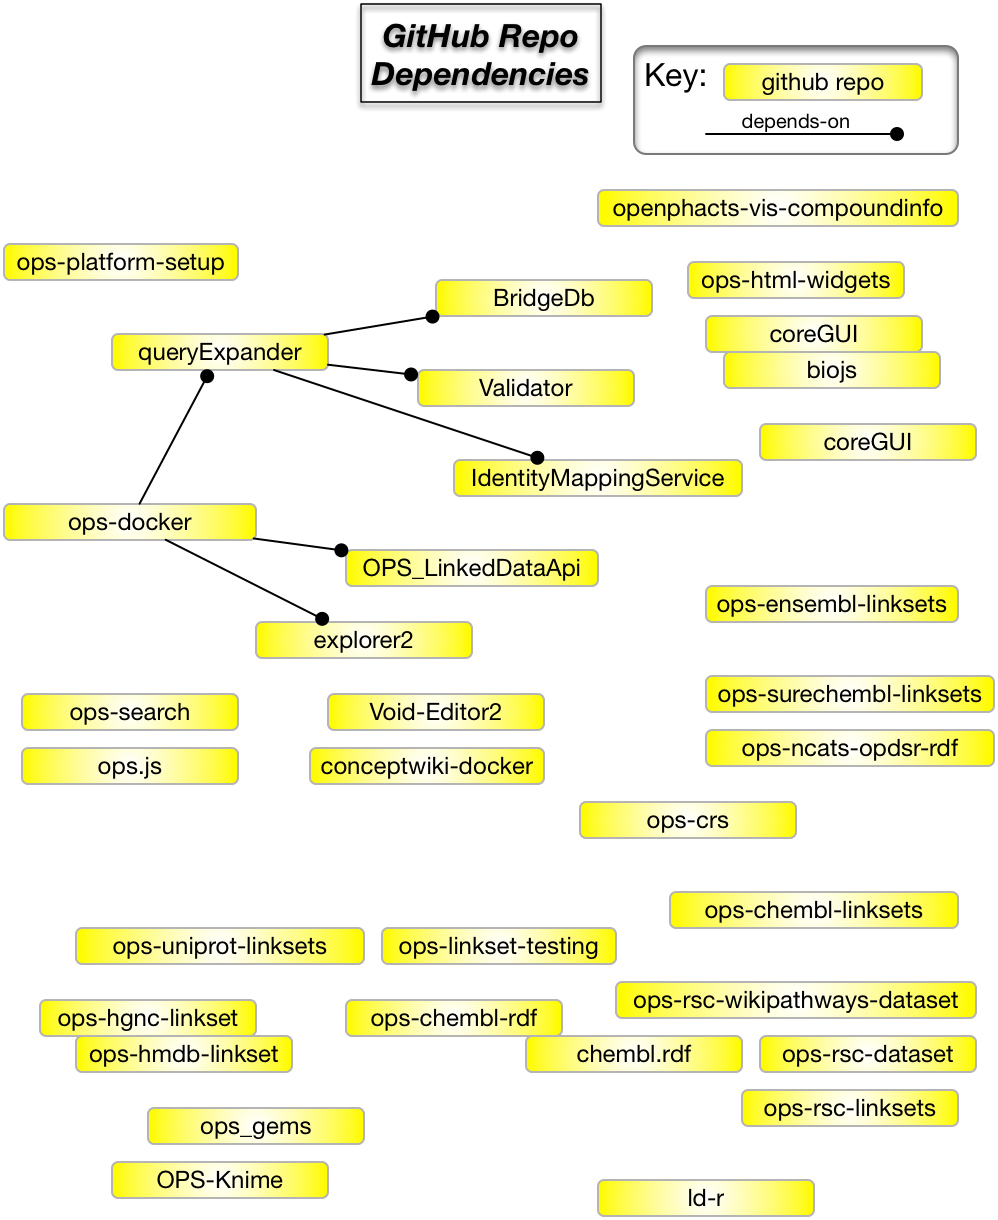 GitHub Repo
Dependencies
Key:
github repo
depends-on
openphacts-vis-compoundinfo
ops-platform-setup
ops-html-widgets
BridgeDb
coreGUI
queryExpander
biojs
Validator
coreGUI
IdentityMappingService
ops-docker
OPS_LinkedDataApi
ops-ensembl-linksets
explorer2
ops-surechembl-linksets
ops-search
Void-Editor2
ops-ncats-opdsr-rdf
ops.js
conceptwiki-docker
ops-crs
ops-chembl-linksets
ops-uniprot-linksets
ops-linkset-testing
ops-rsc-wikipathways-dataset
ops-hgnc-linkset
ops-chembl-rdf
ops-hmdb-linkset
chembl.rdf
ops-rsc-dataset
ops-rsc-linksets
ops_gems
OPS-Knime
ld-r